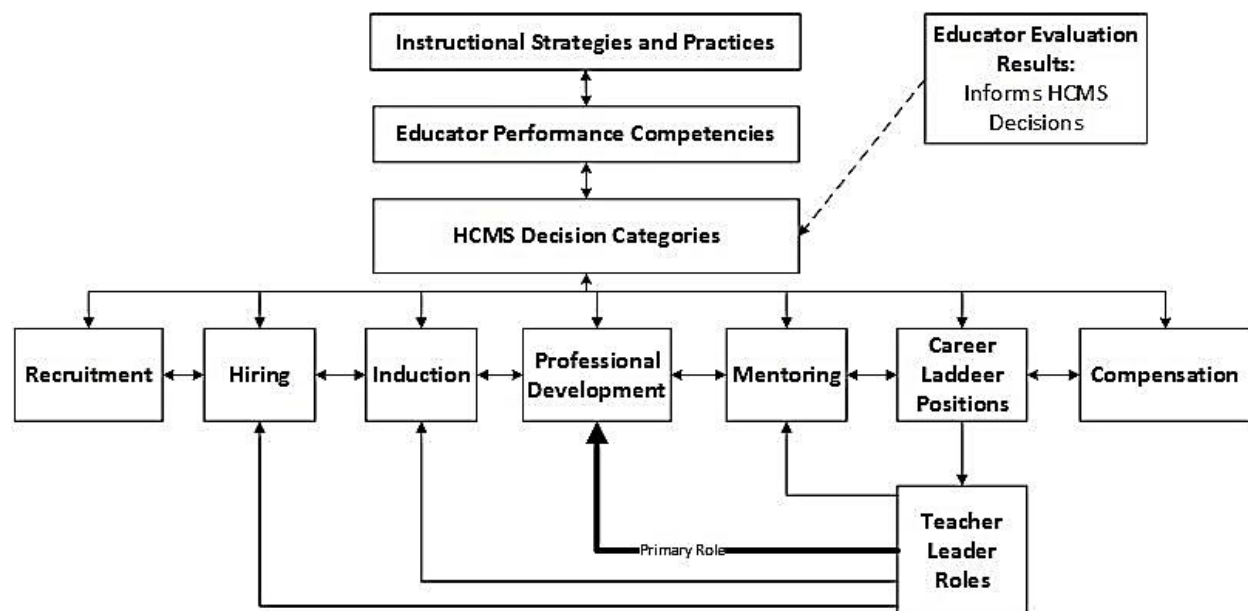 Instructional Strategies and Practices
Educator Evaluation
Results:
Informs HCMS
Decisions
Educator Performance Competencies
HCMS Decision Categories
Recruitment
Hiring
Induction
Professional
Development
Mentoring
Career
Laddeer
Positions
Compensation
Teacher
Leader
Roles
Primary Role